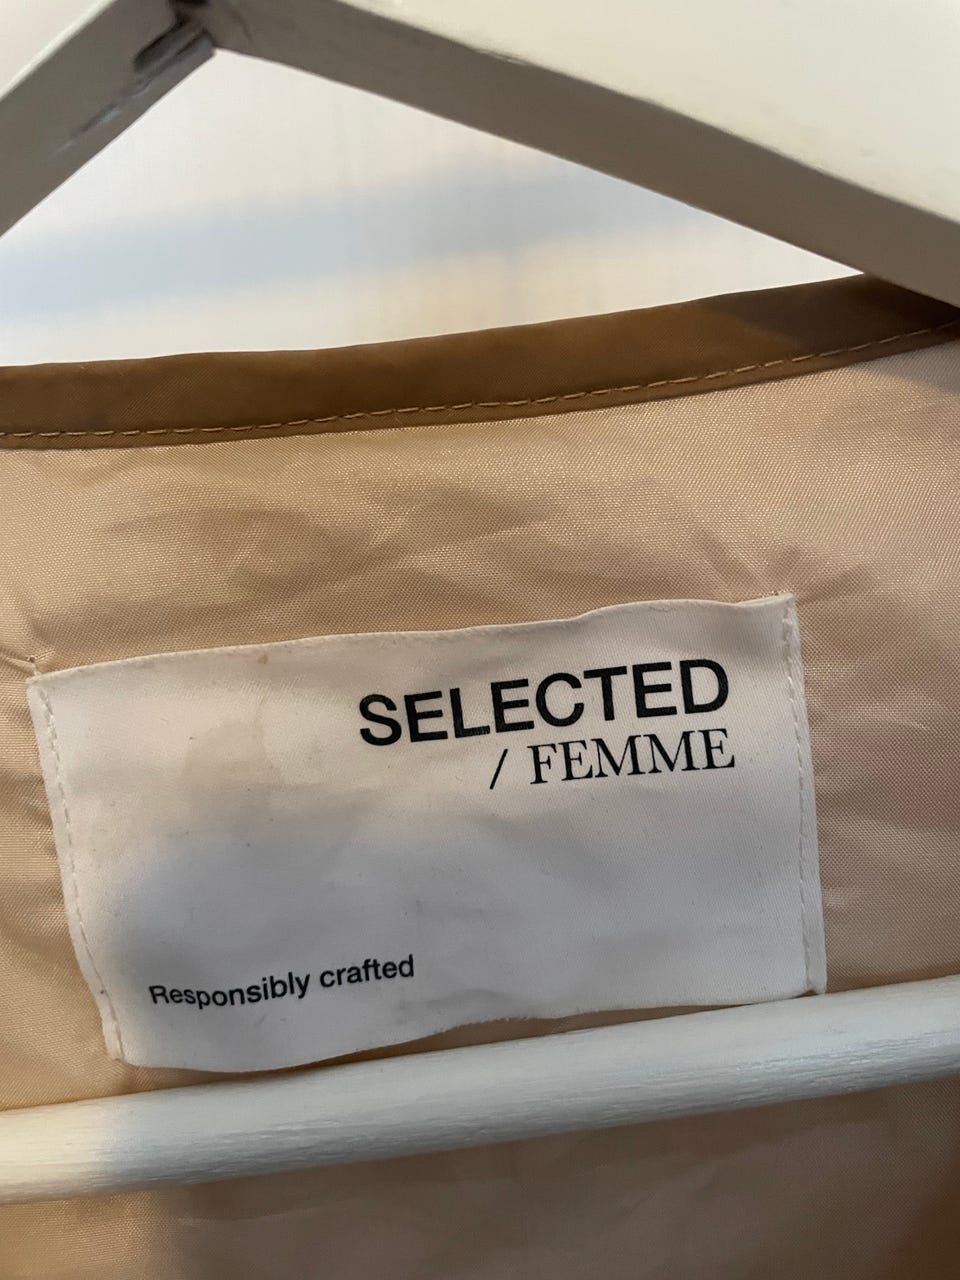 SELECTED
/ FEMME
Responsibly crafted